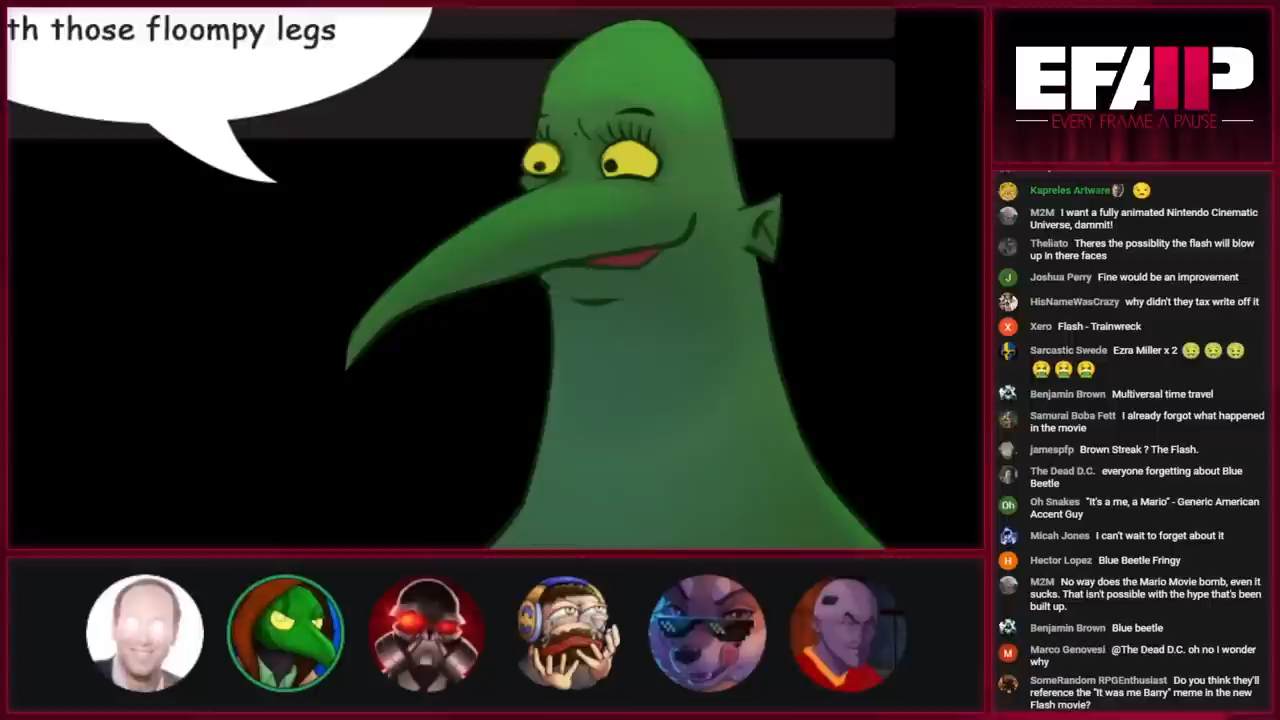 th those floompy legs
EFAP
EVERY FRAME A PAUSE
Kapreles Artware
M2M I want a fully animated Nintendo Cinematic
Universe, dammit!
Theliato Theres the possiblity the flash will blow
up in there faces
J
Joshua Perry Fine would be an improvement
HisNameWasCrazy why didn't they tax write off it
X
Xero Flash - Trainwreck
Sarcastic Swede Ezra Miller x 2
Benjamin Brown Multiversal time travel
Samurai Boba Fett I already forgot what happened
in the movie
jamespfp Brown Streak ? The Flash.
The Dead D.C. everyone forgetting about Blue
Beetle
Oh
Oh Snakes "It's a me, a Mario" - Generic American
Accent Guy
Micah Jones I can't wait to forget about it
H
Hector Lopez Blue Beetle Fringy
M2M No way does the Mario Movie bomb, even it
sucks. That isn't possible with the hype that's been
built up.
Benjamin Brown Blue beetle
M
Marco Genovesi @The Dead D.C. oh no I wonder
why
SomeRandom RPGEnthusiast Do you think they'll
reference the "It was me Barry" meme in the new
Flash movie?